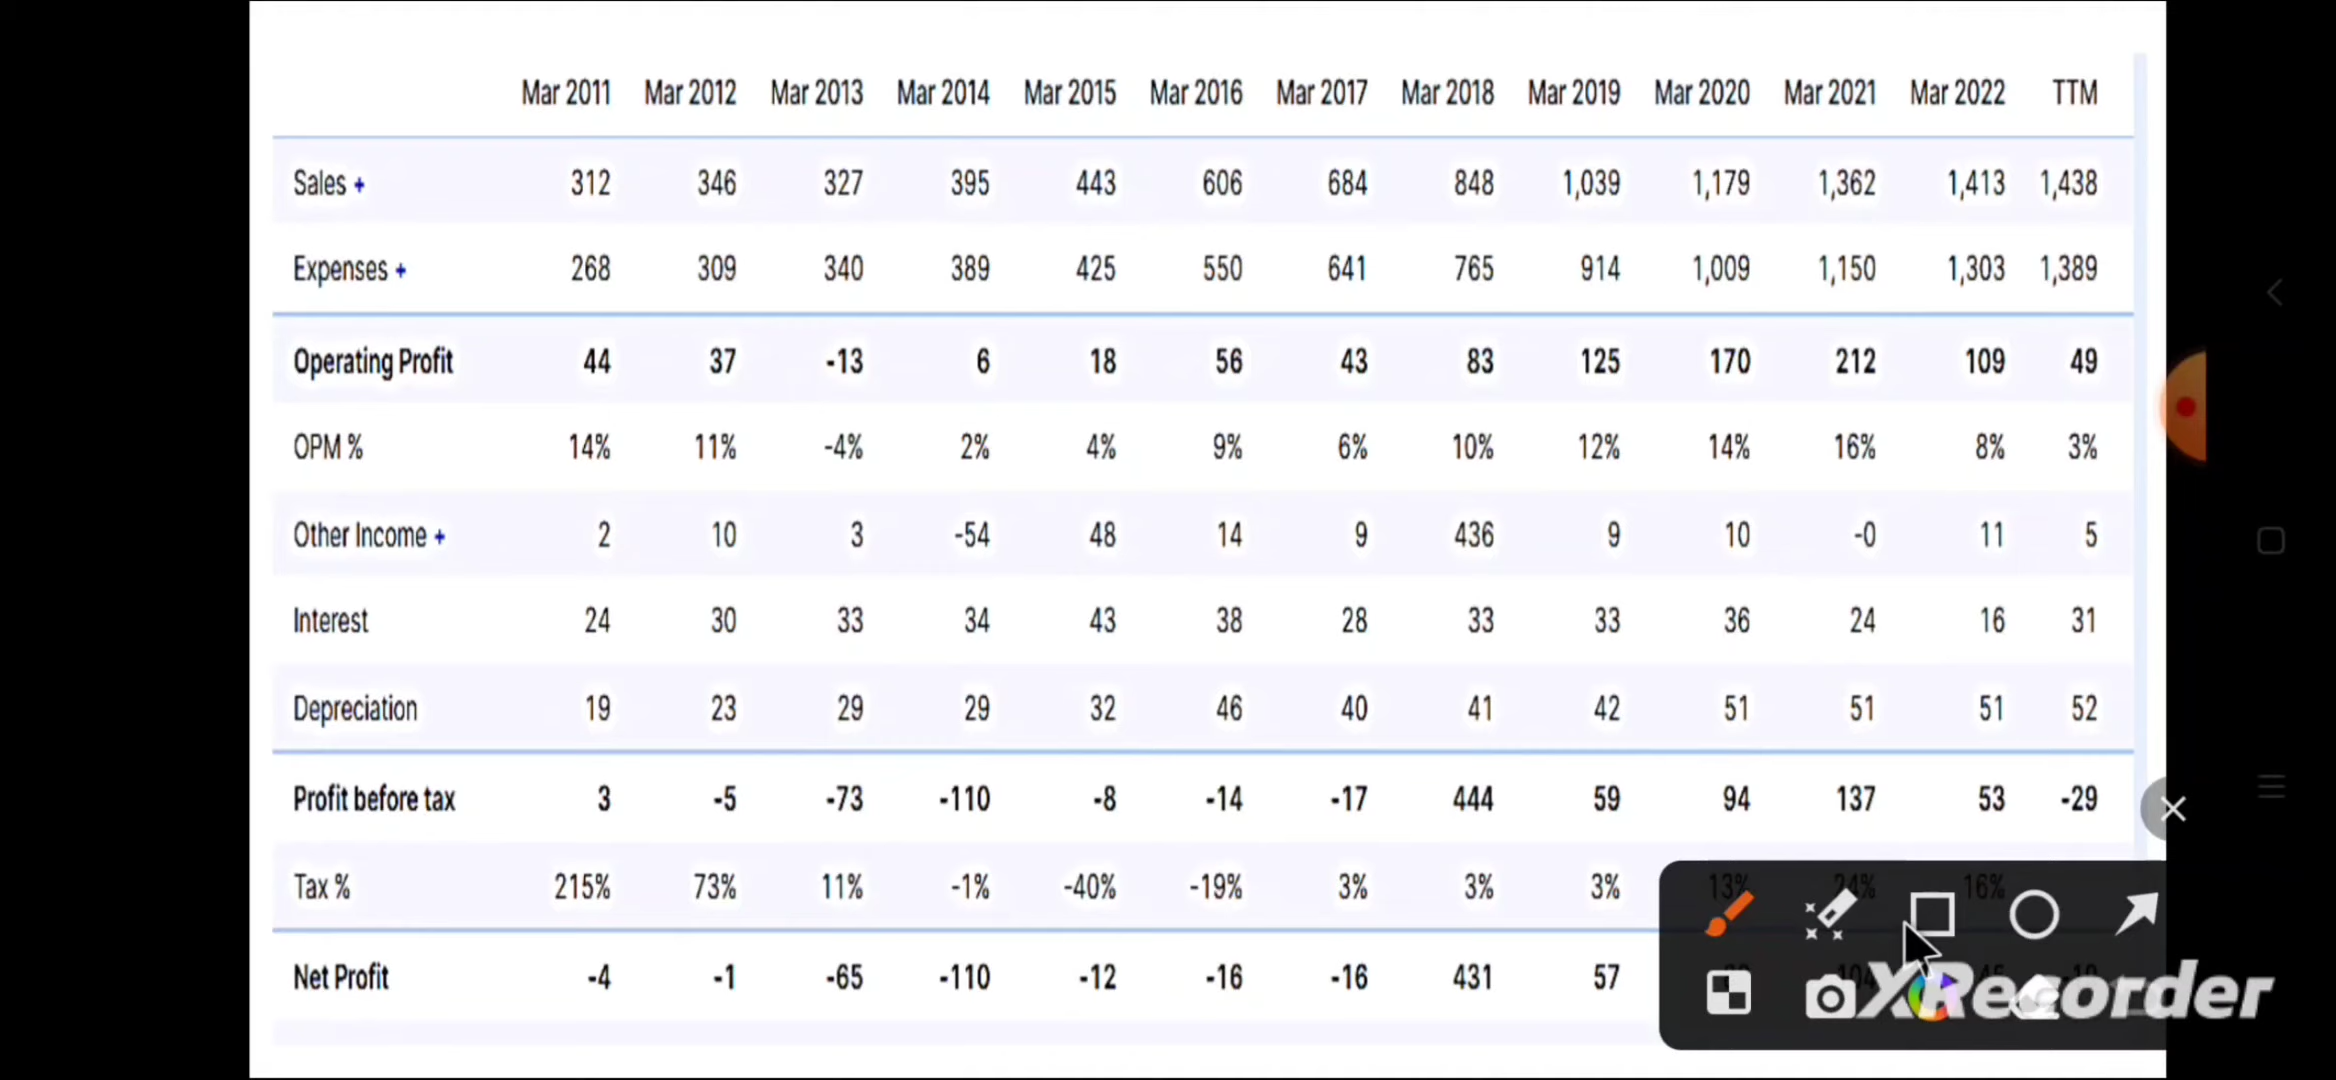 Mar 2011 Mar 2012 Mar 2013 Mar 2014 Mar 2015 Mar 2016 Mar 2017 Mar 2018 Mar 2019 Mar 2020 Mar 2021 Mar 2022 TTM
Sales + 312 346 327 395 443 606 684 848 1,039 1,179 1,362 1,413 1,438
Expenses + 268 309 340 389 425 550 641 765 914 1,009 1,150 1,303 1,389
Operating Profit 44 37 -13 6 18 56 43 83 125 170 212 109 49
OPM % 14% 11% -4% 2% 4% 9% 6% 10% 12% 14% 16% 8% 3%
Other Income + 2 10 3 -54 48 14 9 436 9 10 -0 11 5
Interest 24 30 33 34 43 38 28 33 33 36 24 16 31
Depreciation 19 23 29 29 32 46 40 41 42 51 51 51 52
Profit before tax 3 -5 -73 -110 -8 -14 -17 444 59 94 137 53 -29
Tax % 215% 73% 11% -1% -40% -19% 3% 3% 3% 13% 24% 16%
Net Profit -4 -1 -65 -110 -12 -16 -16 431 57
XRecorder